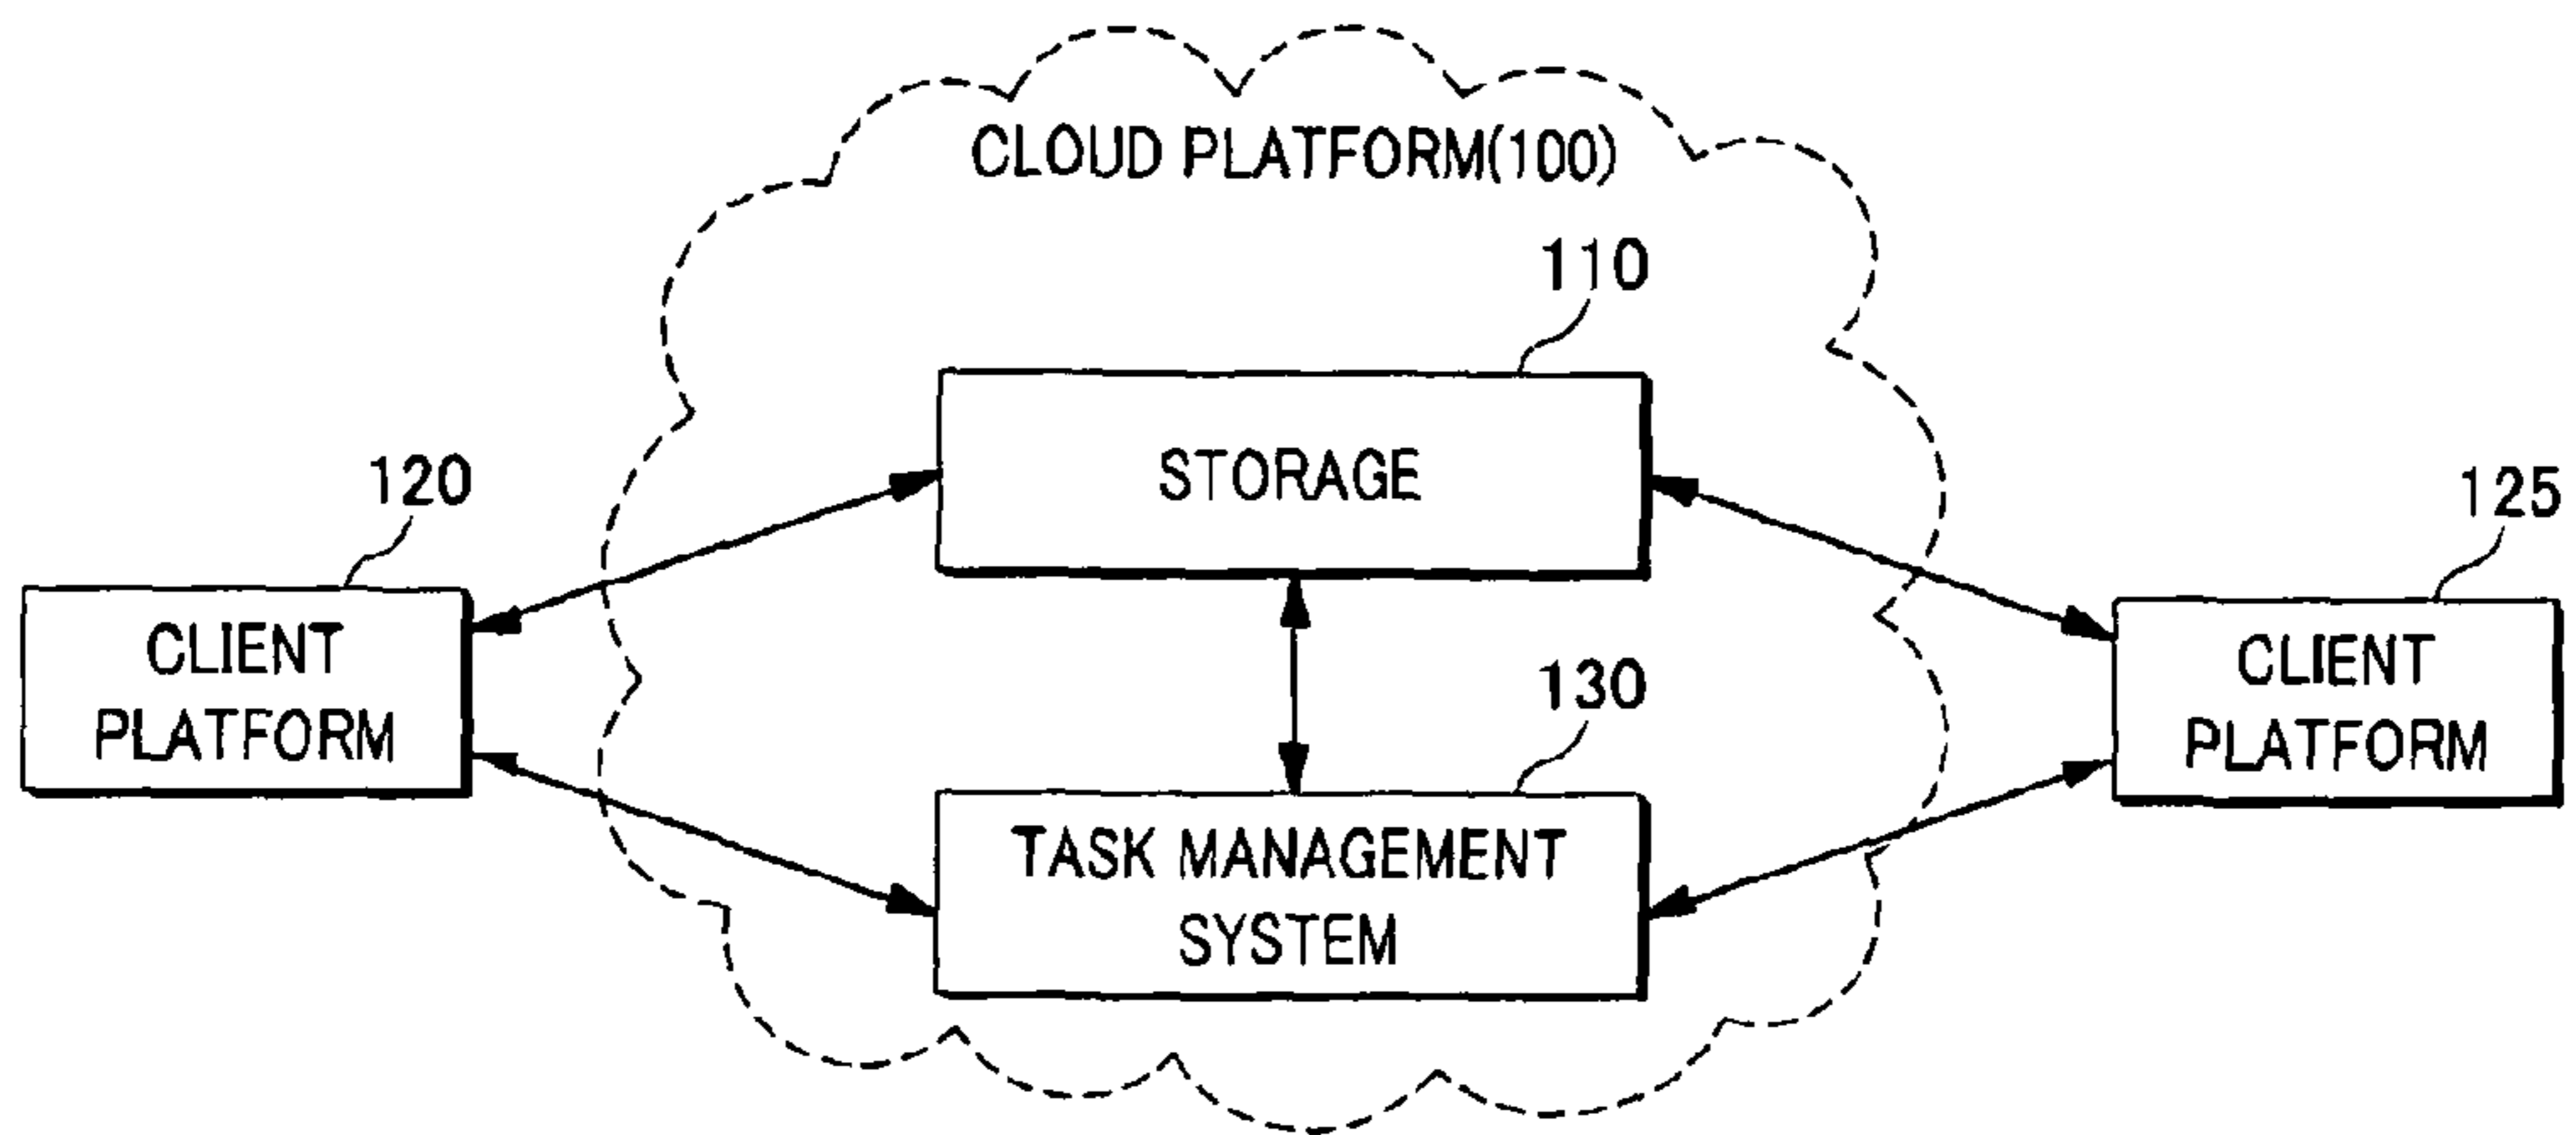 CLOUD PLATFORM(100)
110
STORAGE
120
CLIENT
PLATFORM
125
CLIENT
PLATFORM
130
TASK MANAGEMENT
SYSTEM